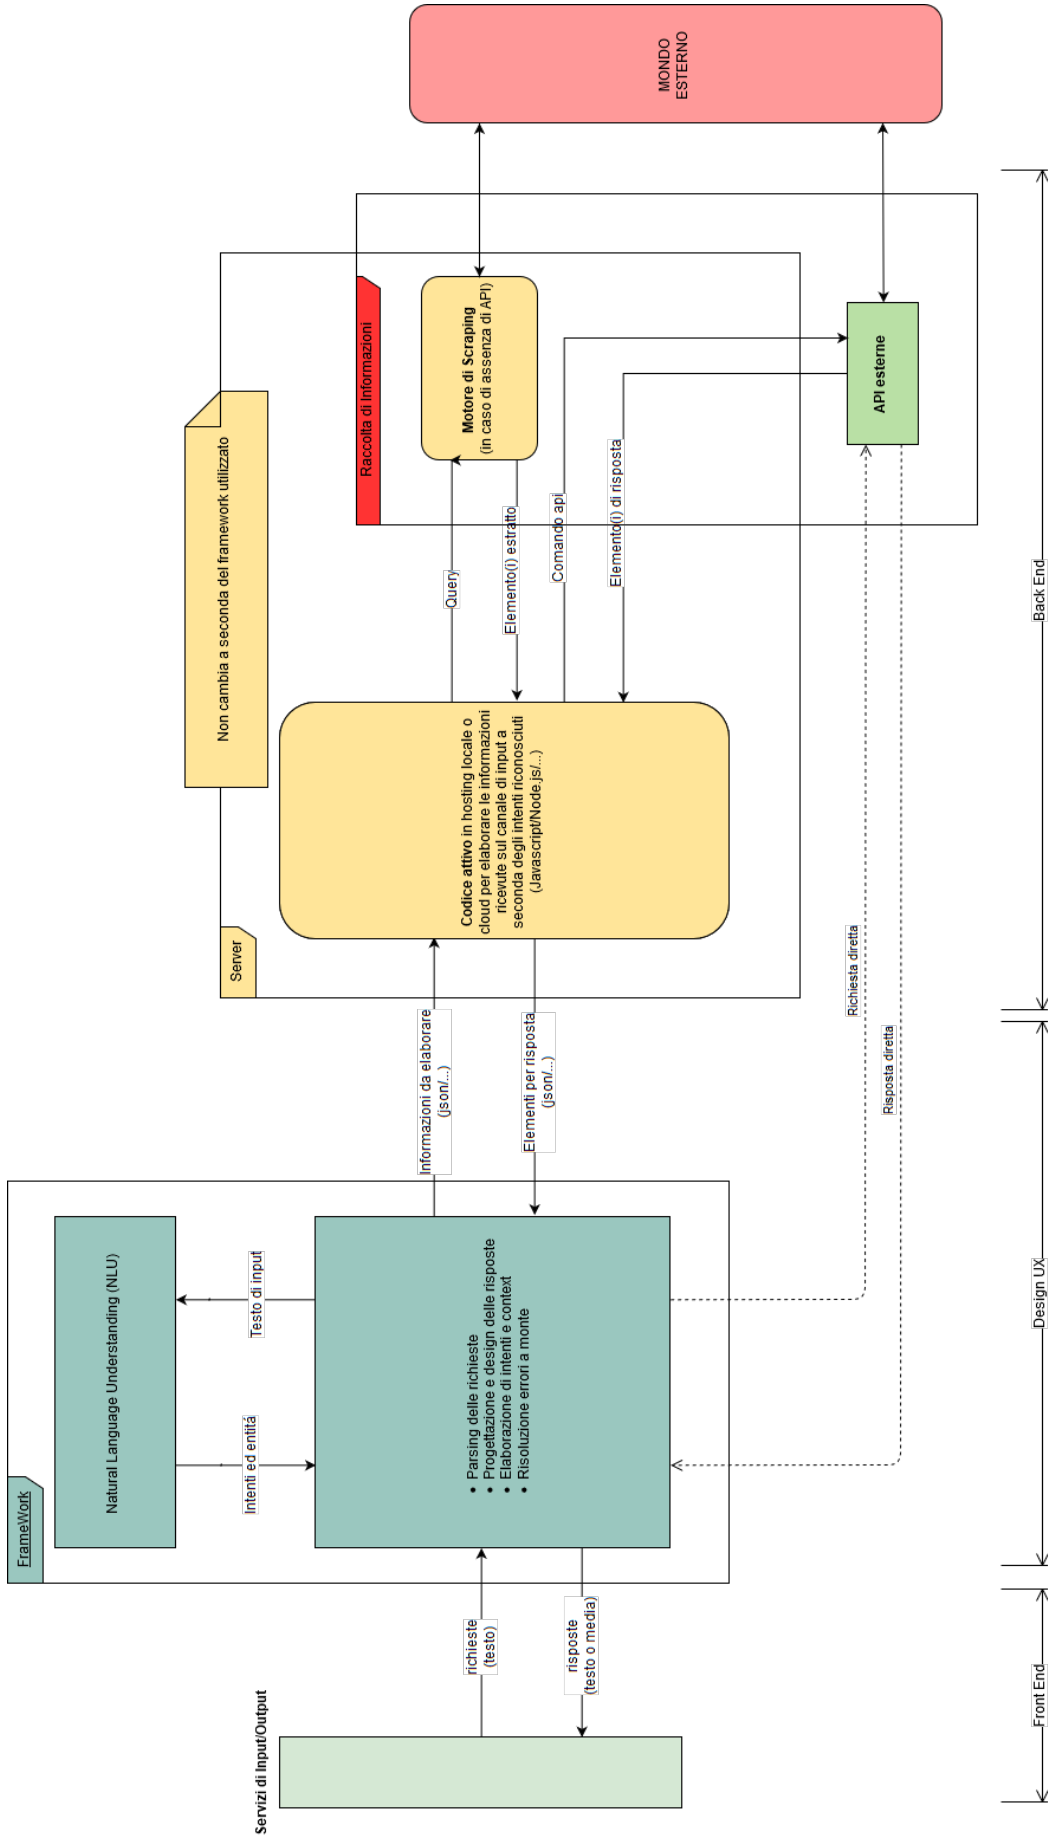 Servizi di Input/Output
richieste
(testo)
risposte
(testo o media)
FrameWork
Natural Language Understanding (NLU)
Intenti ed entitá
Testo di input
Parsing delle richieste
Progettazione e design delle risposte
Elaborazione di intenti e context
Risoluzione errori a monte
Informazioni da elaborare
(json/...)
Elementi per risposta
(json/...)
Richiesta diretta
Risposta diretta
Server
Non cambia a seconda del framework utilizzato
Codice attivo in hosting locale o
cloud per elaborare le informazioni
ricevute sul canale di input a
seconda degli intenti riconosciuti
(Javascript/Node.js/...)
Query
Elemento(i) estratto
Comando api
Elemento(i) di risposta
Raccolta di Informazioni
Motore di Scraping
(in caso di assenza di API)
API esterne
MONDO
ESTERNO
Front End
Design UX
Back End